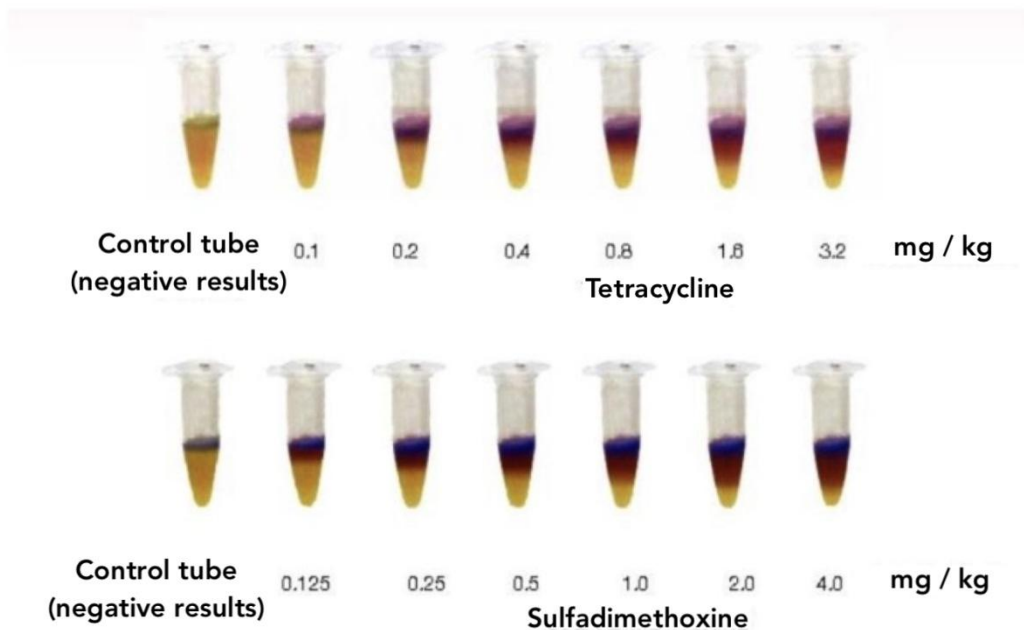 Control tube 0.1 0.2 0.4 0.8 1.6 3.2 mg / kg
(negative results)
Tetracycline
Control tube 0.125 0.25 0.5 1.0 2.0 4.0 mg / kg
(negative results)
Sulfadimethoxine